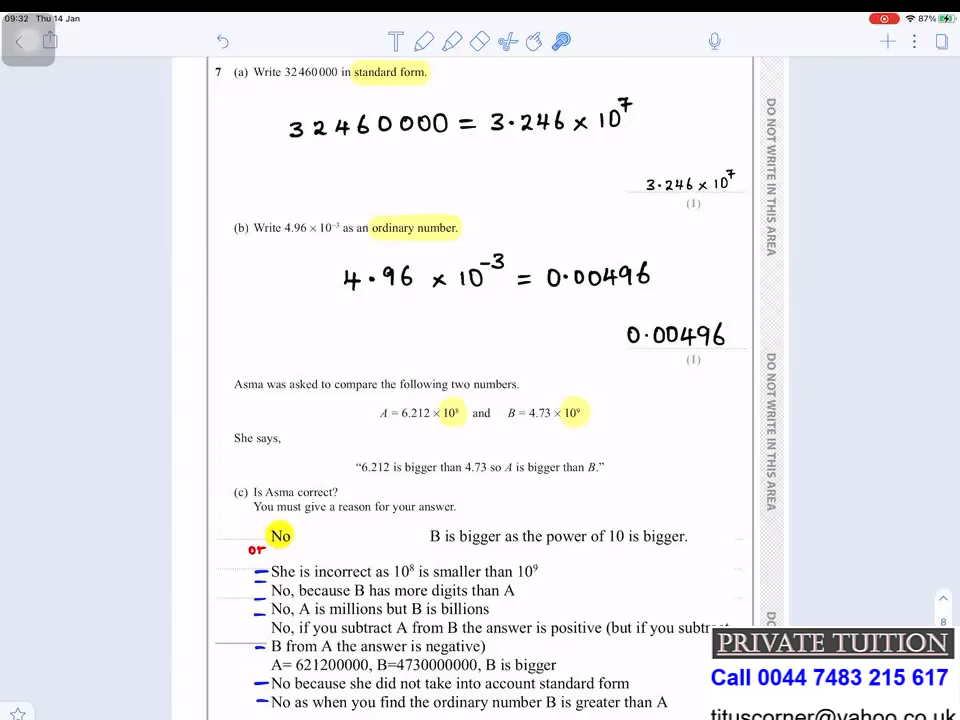 09:32 Thu 14 Jan
87%
7 (a) Write 32460000 in standard form.
32460000 = 3.246 × 10⁷
3.246 × 10⁷
(1)
(b) Write 4.96 × 10⁻³ as an ordinary number.
4.96 × 10⁻³ = 0.00496
0.00496
(1)
Asma was asked to compare the following two numbers.
A = 6.212 × 10⁸ and B = 4.73 × 10⁹
She says,
“6.212 is bigger than 4.73 so A is bigger than B.”
(c) Is Asma correct?
You must give a reason for your answer.
No B is bigger as the power of 10 is bigger.
or
She is incorrect as 10⁸ is smaller than 10⁹
No, because B has more digits than A
No, A is millions but B is billions
No, if you subtract A from B the answer is positive (but if you subtract
B from A the answer is negative)
A= 621200000, B=4730000000, B is bigger
No because she did not take into account standard form
No as when you find the ordinary number B is greater than A
DO NOT WRITE IN THIS AREA
DO NOT WRITE IN THIS AREA
DO
8
PRIVATE TUITION
Call 0044 7483 215 617
tituscorner@yahoo.co.uk